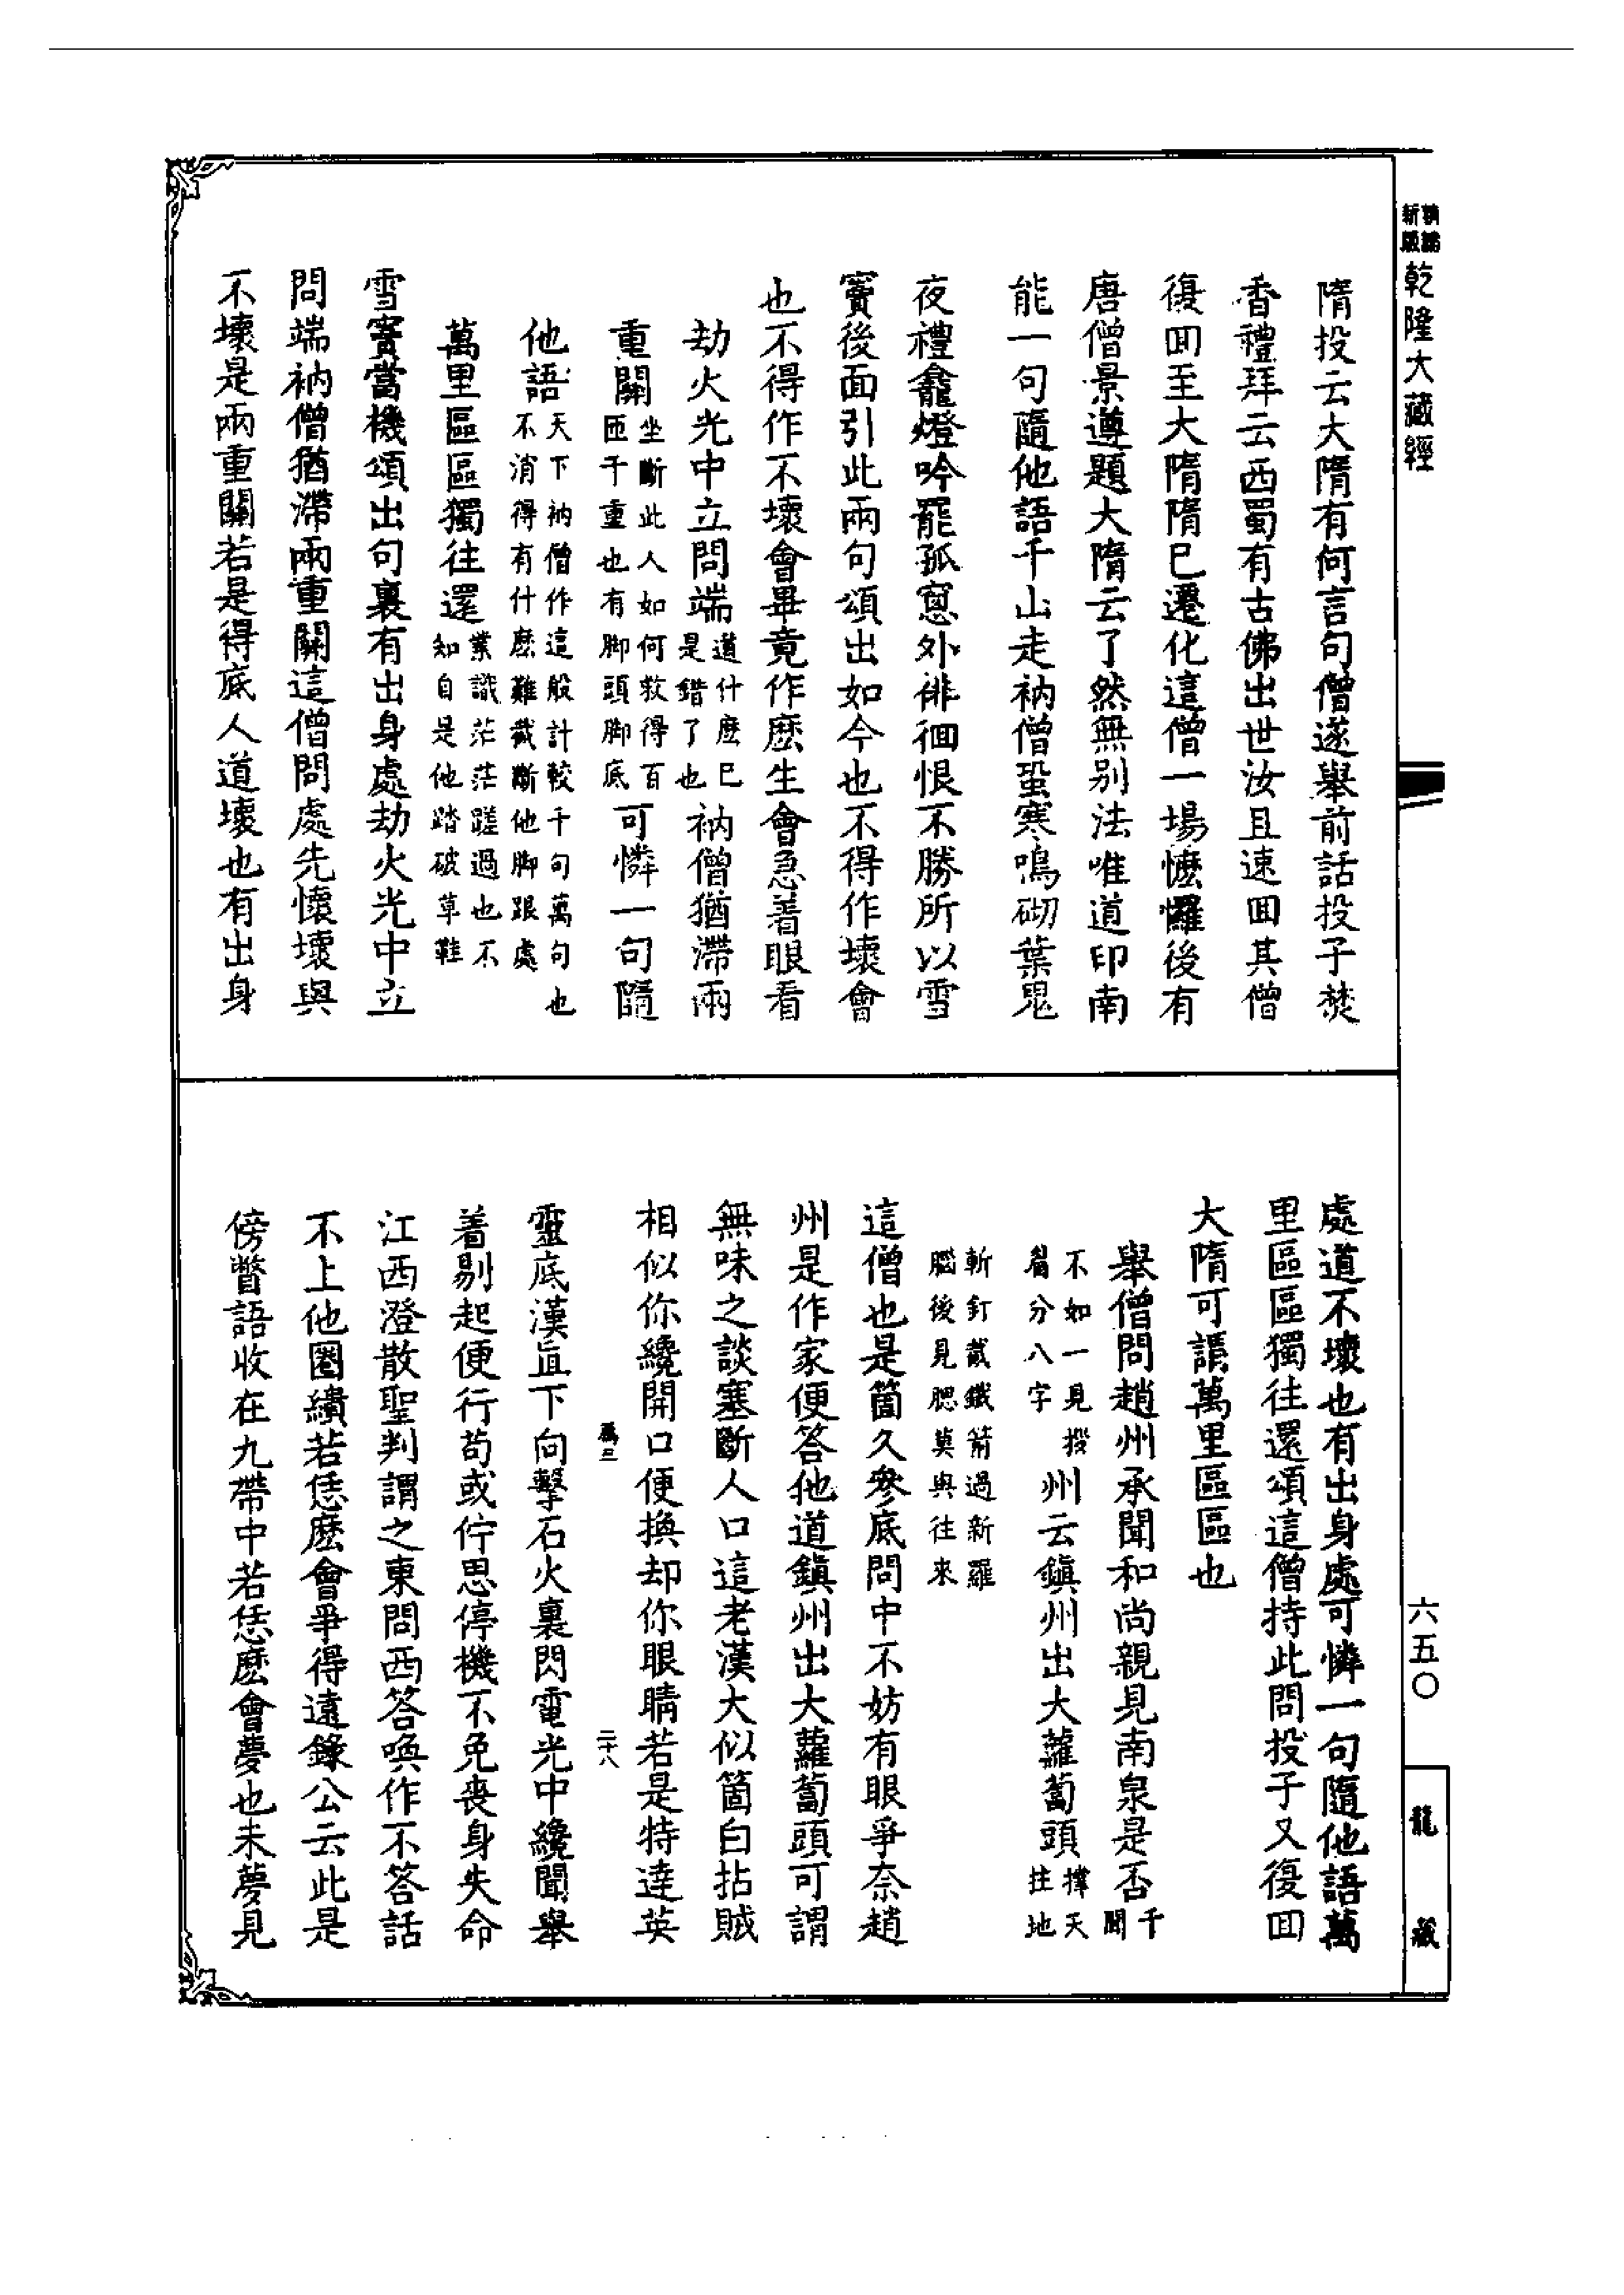 新版
乾隆大藏經
隋投云大隋有何言句僧遂舉前話投子焚
香禮拜云西蜀有古佛出世汝且速回其僧
復回至大隋隋巳遷化這僧一場懡㦬後有
唐僧景遵題大隋云了然無别法唯道印南
能一句隨他語千山走衲僧蛩寒鳴砌葉鬼
夜禮龕燈吟罷孤窻外徘徊恨不勝所以雪
竇後面引此兩句頌出如今也不得作壞會
也不得作不壞會畢竟作麽生會急着眼看
劫火光中立問端道什麽巳是錯了也衲僧猶滯兩
重關坐斷此人如何救得百匝千重也有脚頭脚底可憐一句隨
他語天下衲僧作這般計較千句萬句也不消得有什麽難截斷他脚跟處
萬里區區獨往還業識茫茫蹉過也不知自是他踏破草鞋
雪竇當機頌出句裏有出身處劫火光中立
問端衲僧猶滯兩重關這僧問處先懷壞與
不壞是兩重關若是得底人道壞也有出身
處道不壞也有出身處可憐一句隨他語萬
里區區獨往還頌這僧持此問投子又復回
大隋可謂萬里區區也
舉僧問趙州承聞和尚親見南泉是否千聞
不如一見拶眉分八字州云鎮州出大蘿蔔頭撑天拄地
斬釘截鐵箭過新羅腦後見腮莫與往來
這僧也是箇久參底問中不妨有眼爭奈趙
州是作家便答他道鎮州出大蘿蔔頭可謂
無味之談塞斷人口這老漢大似箇白拈賊
相似你纔開口便換却你眼睛若是特達英
三
二十八
靈底漢直下向擊石火裏閃電光中纔聞舉
着剔起便行苟或佇思停機不免喪身失命
江西澄散聖判謂之東問西答喚作不答話
不上他圈繢若恁麽會爭得遠錄公云此是
傍瞥語收在九帶中若恁麽會夢也未夢見
六五〇
龍藏